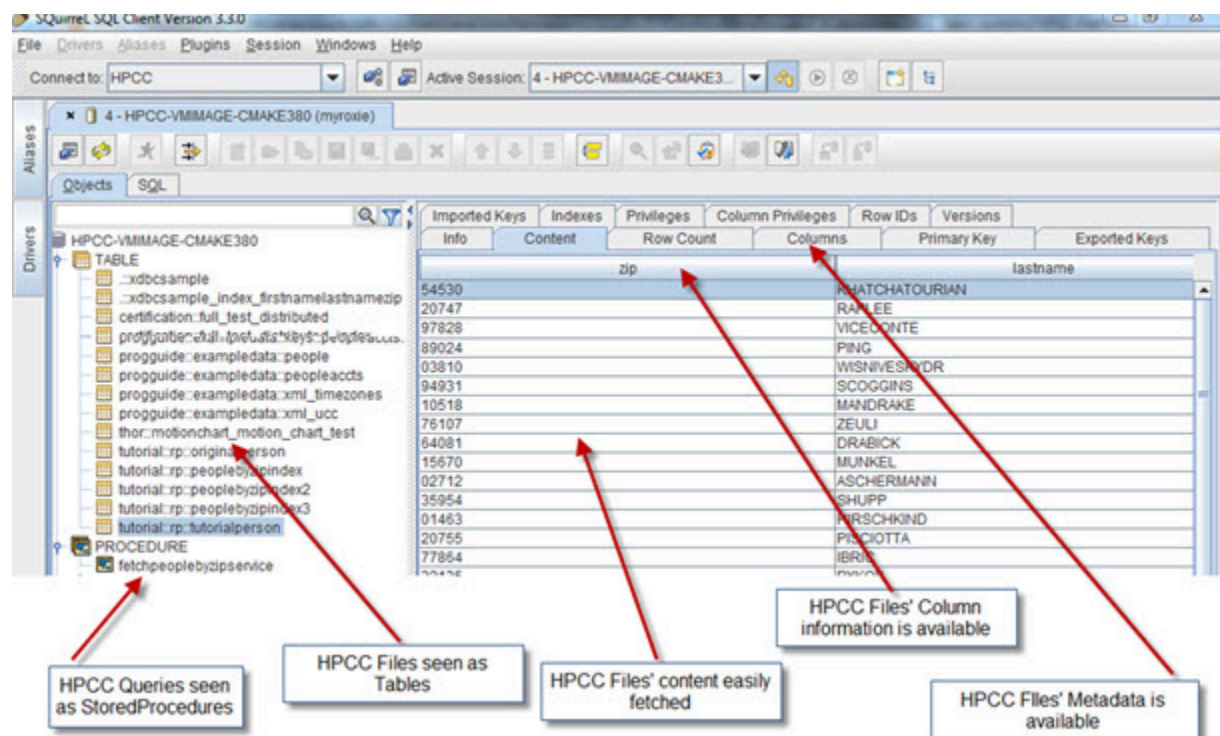 SQuirreL SQL Client Version 3.3.0
File Drivers Aliases Plugins Session Windows Help
Connect to: HPCC Active Session: 4 - HPCC-VMIMAGE-CMAKE3...
4 - HPCC-VMIMAGE-CMAKE380 (myroxie)
Aliases
Drivers
Objects SQL
HPCC-VMIMAGE-CMAKE380
TABLE
.::xdbcsample
.::xdbcsample_index_firstnamelastnamezip
certification::full_test_distributed
progguide::exampledata::people
progguide::exampledata::peopleaccts
progguide::exampledata::xml_timezones
progguide::exampledata::xml_ucc
thor::motionchart_motion_chart_test
tutorial::rp::originalperson
tutorial::rp::peoplebyzipindex
tutorial::rp::peoplebyzipindex2
tutorial::rp::peoplebyzipindex3
tutorial::rp::tutorialperson
PROCEDURE
fetchpeoplebyzipservice
Imported Keys Indexes Privileges Column Privileges Row IDs Versions
Info Content Row Count Columns Primary Key Exported Keys
zip lastname
54530 KHATCHATOURIAN
20747
97828 VICECONTE
89024 PING
03810
94931 SCOGGINS
10518 MANDRAKE
76107 ZEULI
64081 DRABICK
15670 MUNKEL
02712 ASCHERMANN
35954 SHUPP
01463
20755 PISCIOTTA
77864
HPCC Files' Column
information is available
HPCC Files seen as
Tables
HPCC Files' content easily
fetched
HPCC Queries seen
as StoredProcedures
HPCC FIles' Metadata is
available